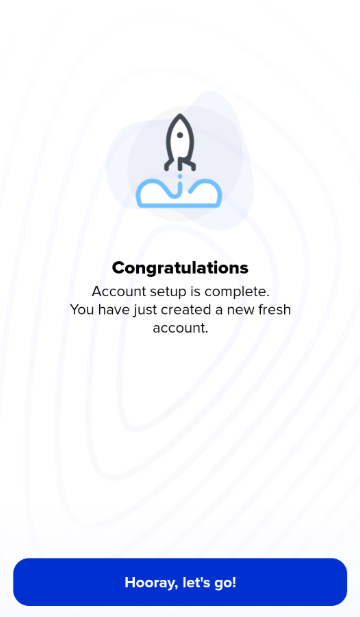 Congratulations
Account setup is complete.
You have just created a new fresh
account.
Hooray, let's go!